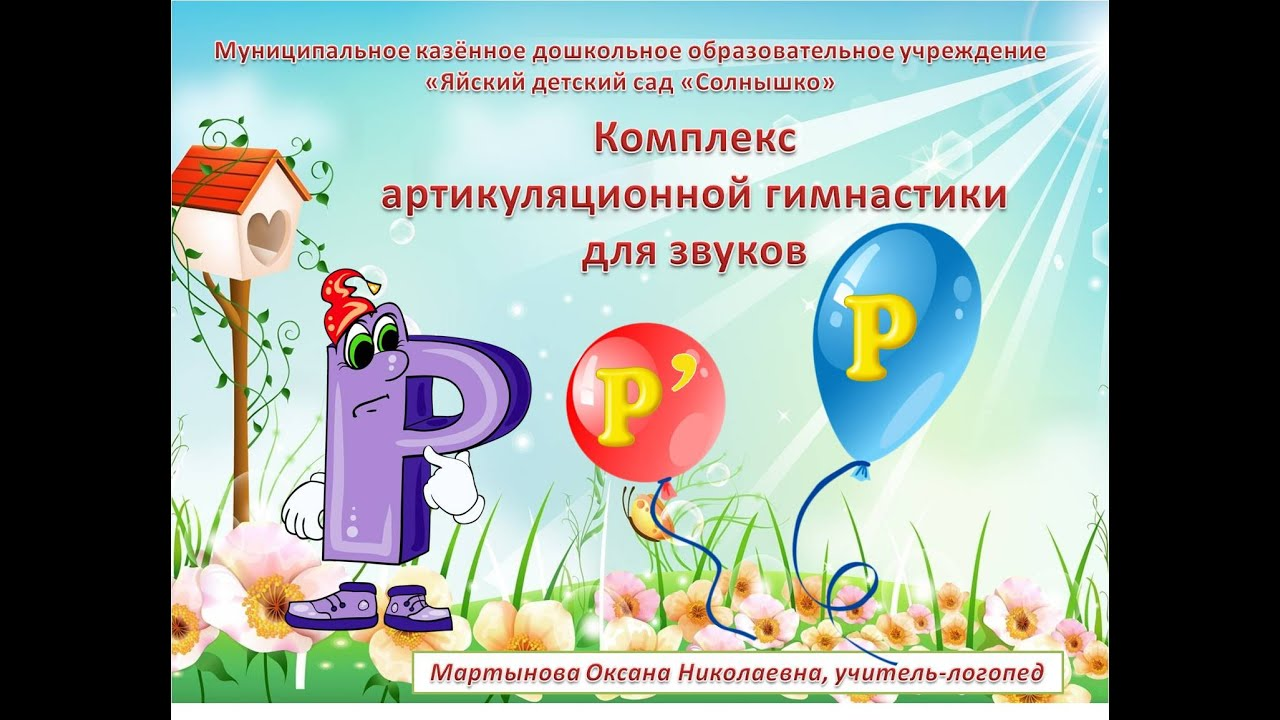 Муниципальное казённое дошкольное образовательное учреждение
«Яйский детский сад «Солнышко»
Комплекс
артикуляционной гимнастики
для звуков
Р
Р’
Р
Мартынова Оксана Николаевна, учитель-логопед